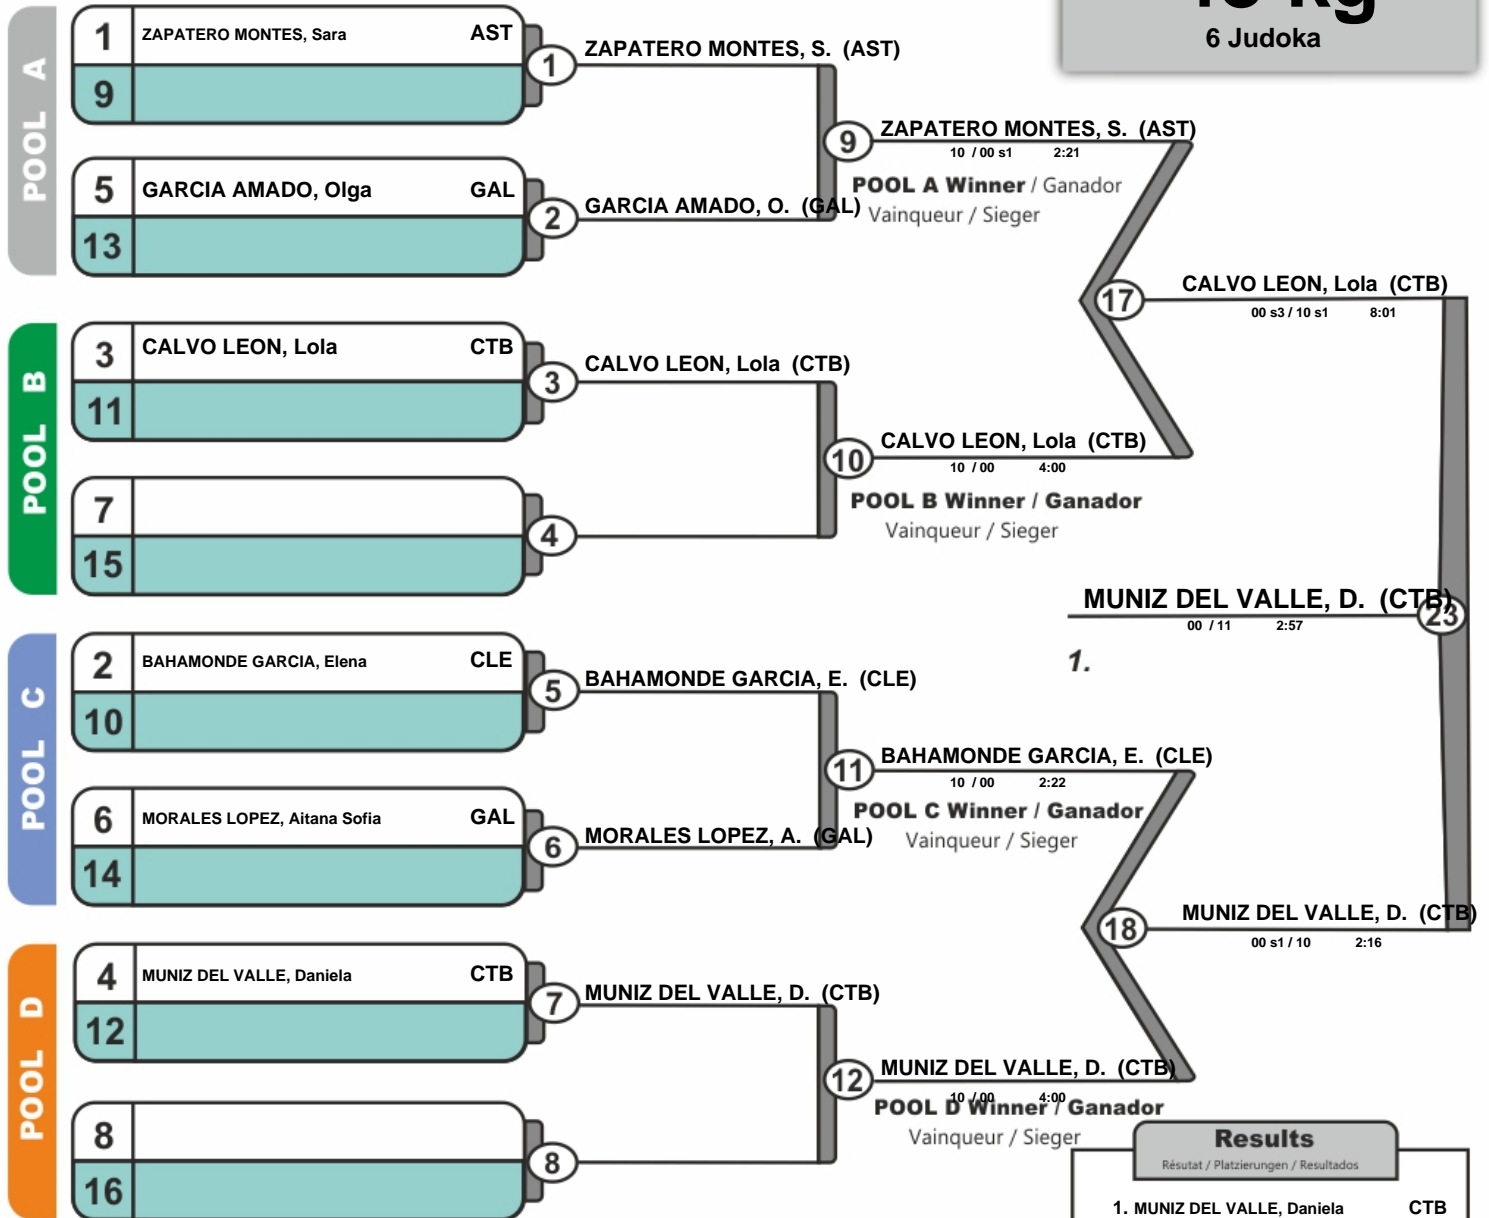 6 Judoka
POOL A
1 ZAPATERO MONTES, Sara AST
9
5 GARCIA AMADO, Olga GAL
13
1 ZAPATERO MONTES, S. (AST)
2 GARCIA AMADO, O. (GAL)
9 ZAPATERO MONTES, S. (AST)
10 / 00 s1 2:21
POOL A Winner / Ganador
Vainqueur / Sieger
POOL B
3 CALVO LEON, Lola CTB
11
7
15
3 CALVO LEON, Lola (CTB)
4
10 CALVO LEON, Lola (CTB)
10 / 00 4:00
POOL B Winner / Ganador
Vainqueur / Sieger
17 CALVO LEON, Lola (CTB)
00 s3 / 10 s1 8:01
MUNIZ DEL VALLE, D. (CTB) 23
00 / 11 2:57
1.
POOL C
2 BAHAMONDE GARCIA, Elena CLE
10
6 MORALES LOPEZ, Aitana Sofia GAL
14
5 BAHAMONDE GARCIA, E. (CLE)
6 MORALES LOPEZ, A. (GAL)
11 BAHAMONDE GARCIA, E. (CLE)
10 / 00 2:22
POOL C Winner / Ganador
Vainqueur / Sieger
18 MUNIZ DEL VALLE, D. (CTB)
00 s1 / 10 2:16
POOL D
4 MUNIZ DEL VALLE, Daniela CTB
12
8
16
7 MUNIZ DEL VALLE, D. (CTB)
8
12 MUNIZ DEL VALLE, D. (CTB)
10 / 00 4:00
POOL D Winner / Ganador
Vainqueur / Sieger
Results
Résutat / Platzierungen / Resultados
1. MUNIZ DEL VALLE, Daniela CTB